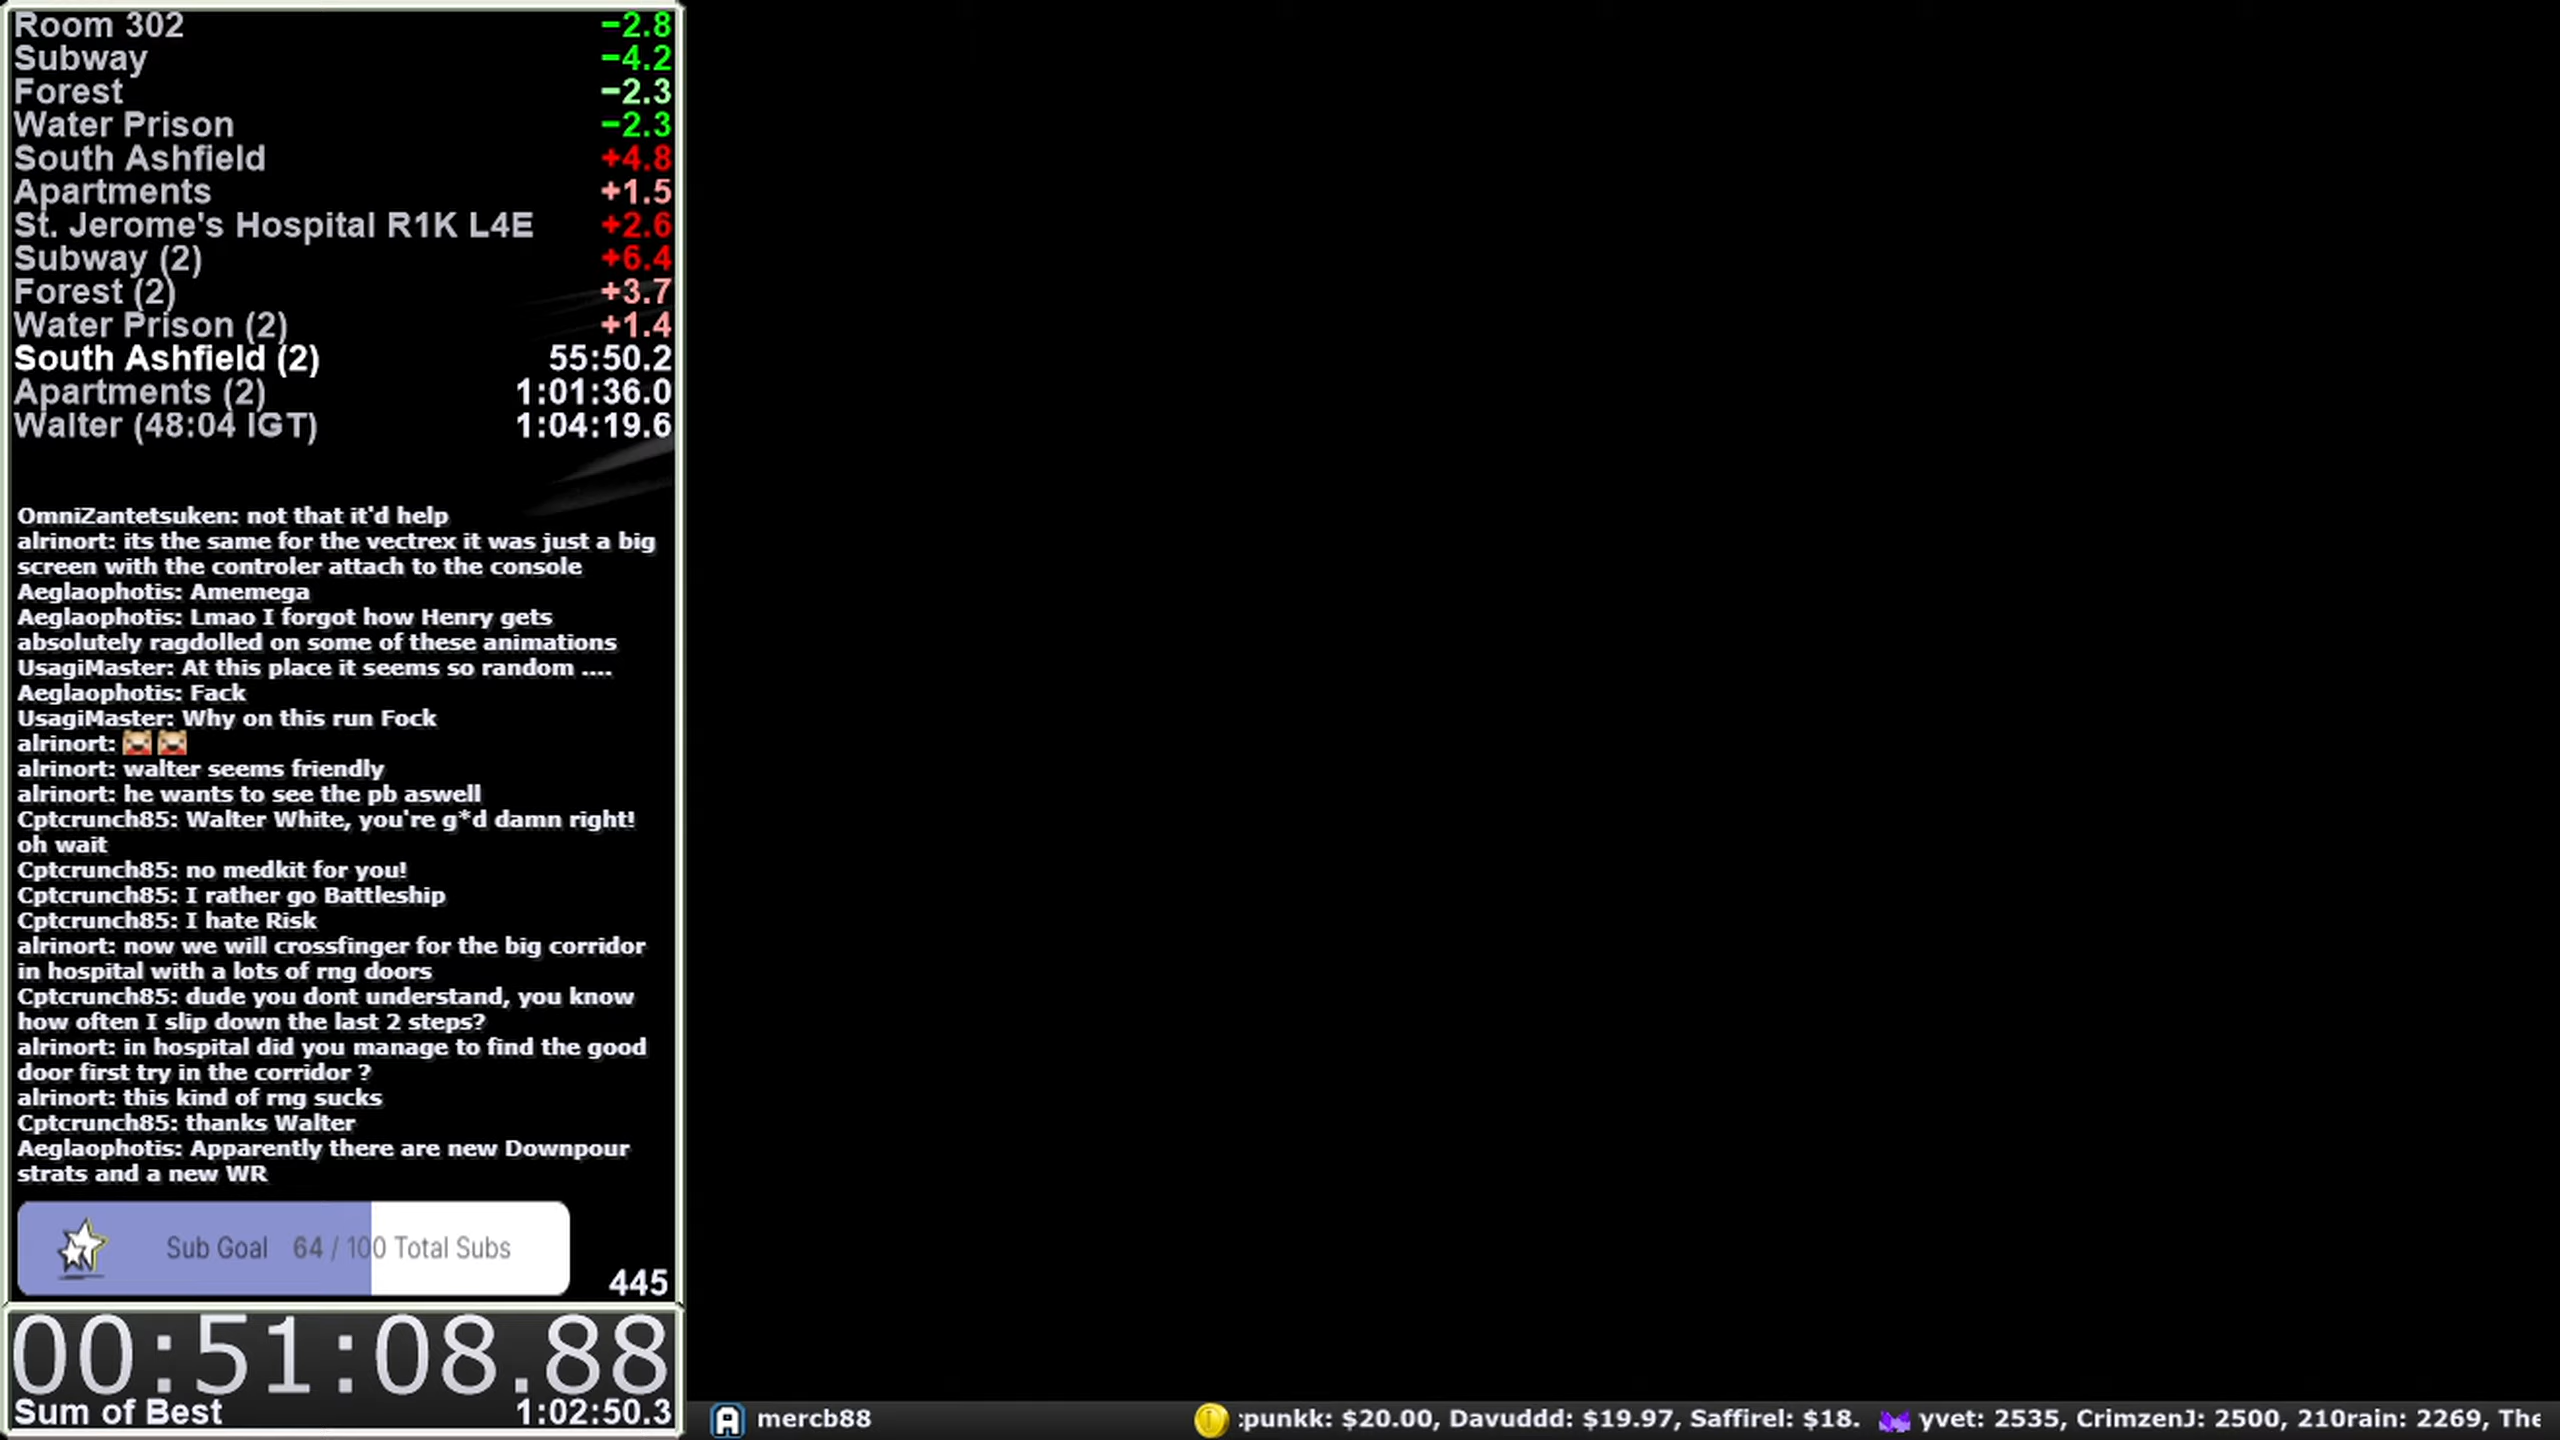 Room 302 −2.8
Subway −4.2
Forest −2.3
Water Prison −2.3
South Ashfield +4.8
Apartments +1.5
St. Jerome's Hospital R1K L4E +2.6
Subway (2) +6.4
Forest (2) +3.7
Water Prison (2) +1.4
South Ashfield (2) 55:50.2
Apartments (2) 1:01:36.0
Walter (48:04 IGT) 1:04:19.6
OmniZantetsuken: not that it'd help
alrinort: its the same for the vectrex it was just a big
screen with the controler attach to the console
Aeglaophotis: Amemega
Aeglaophotis: Lmao I forgot how Henry gets
absolutely ragdolled on some of these animations
UsagiMaster: At this place it seems so random ....
Aeglaophotis: Fack
UsagiMaster: Why on this run Fock
alrinort:
alrinort: walter seems friendly
alrinort: he wants to see the pb aswell
Cptcrunch85: Walter White, you're g*d damn right!
oh wait
Cptcrunch85: no medkit for you!
Cptcrunch85: I rather go Battleship
Cptcrunch85: I hate Risk
alrinort: now we will crossfinger for the big corridor
in hospital with a lots of rng doors
Cptcrunch85: dude you dont understand, you know
how often I slip down the last 2 steps?
alrinort: in hospital did you manage to find the good
door first try in the corridor ?
alrinort: this kind of rng sucks
Cptcrunch85: thanks Walter
Aeglaophotis: Apparently there are new Downpour
strats and a new WR
Sub Goal 64 / 100 Total Subs
445
00:51:08.88
Sum of Best 1:02:50.3
mercb88 :punkk: $20.00, Davuddd: $19.97, Saffirel: $18. yvet: 2535, CrimzenJ: 2500, 210rain: 2269, The